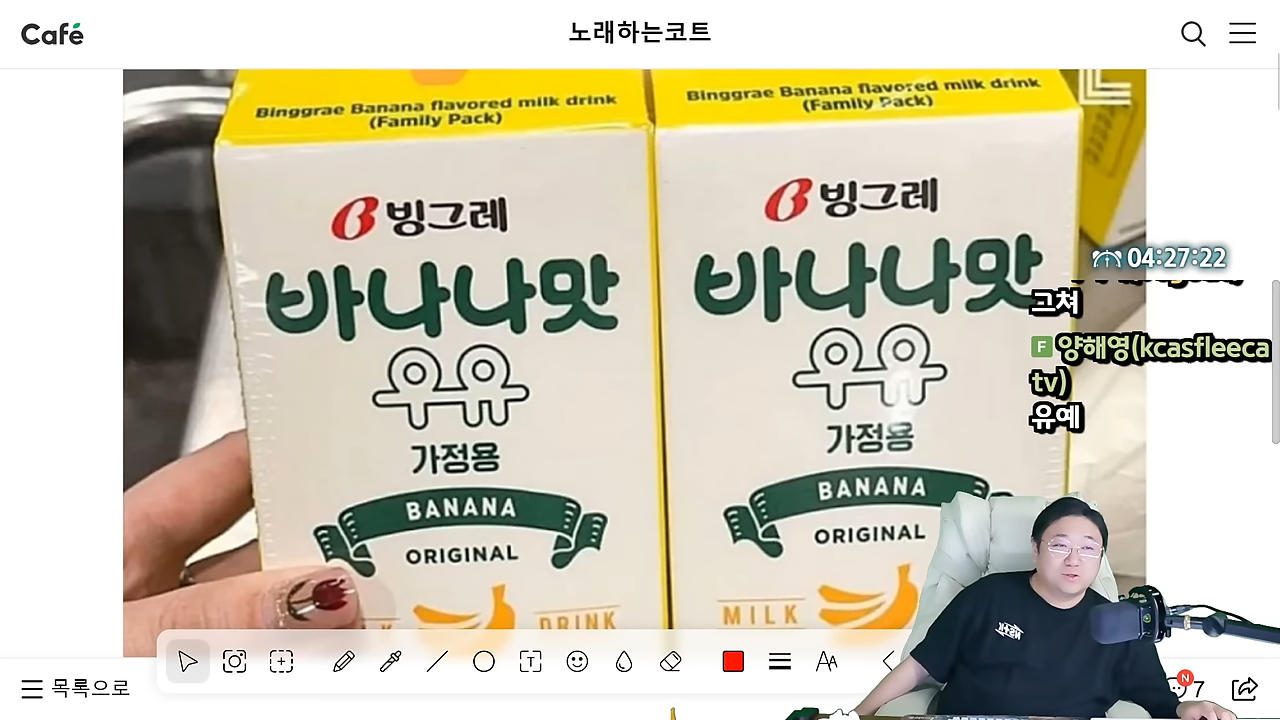 Café
노래하는코트
Binggrae Banana flavored milk drink
(Family Pack)
빙그레
바나나맛
우유
가정용
BANANA
ORIGINAL
DRINK
Binggrae Banana flavored milk drink
(Family Pack)
빙그레
바나나맛
우유
가정용
BANANA
ORIGINAL
MILK
04:27:22
그쳐
F 양해영(kcasfleeca
tv)
유예
T
AA
목록으로
N
7